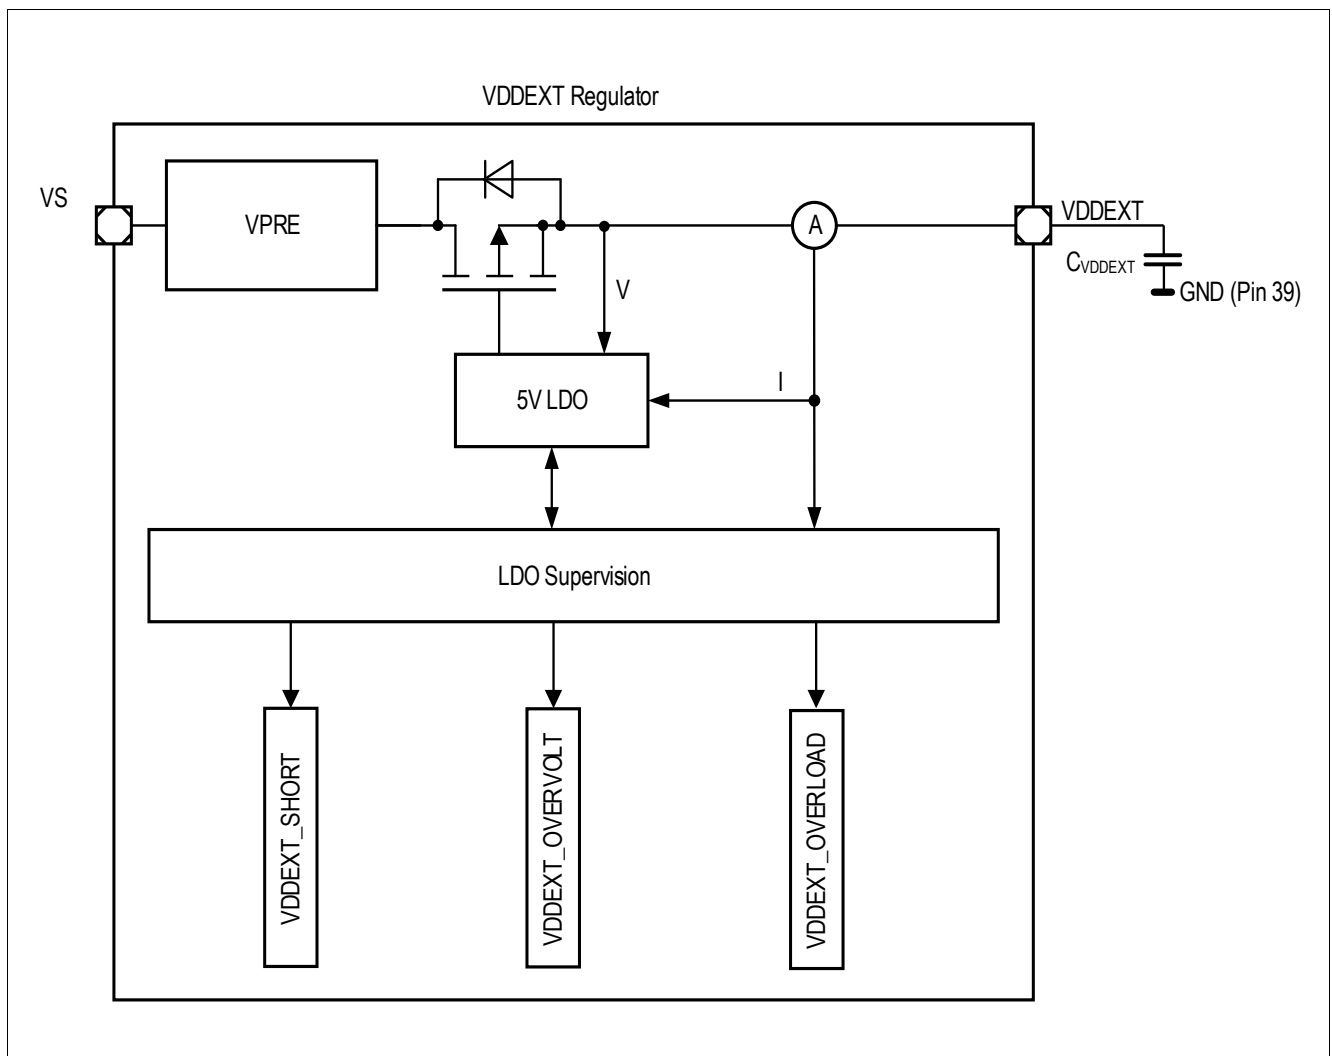 VDDEXT Regulator
VS
VPRE
VDDEXT
A
CVDDEXT
GND (Pin 39)
V
I
5V LDO
LDO Supervision
VDDEXT_SHORT
VDDEXT_OVERVOLT
VDDEXT_OVERLOAD